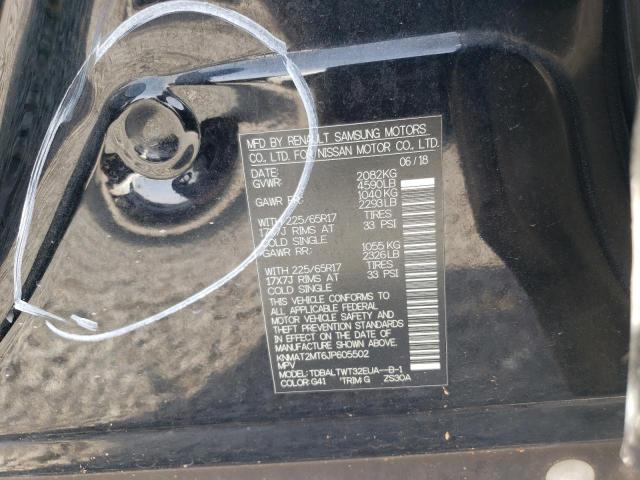 MFD BY RENAULT SAMSUNG MOTORS
CO., LTD. FOR NISSAN MOTOR CO., LTD.
DATE: 06/18
GVWR: 2082KG
4590LB
GAWR FR: 1040 KG
2293LB
WITH 225/65R17 TIRES
17X7J RIMS AT 33 PSI
COLD SINGLE
GAWR RR: 1055 KG
2326LB
WITH 225/65R17 TIRES
17X7J RIMS AT 33 PSI
COLD SINGLE
THIS VEHICLE CONFORMS TO
ALL APPLICABLE FEDERAL
MOTOR VEHICLE SAFETY AND
THEFT PREVENTION STANDARDS
IN EFFECT ON THE DATE OF
MANUFACTURE SHOWN ABOVE.
KNMAT2MT6JP605502
MPV
MODEL: TDBALTWT32EUA--B-1
COLOR: G41 TRIM: G ZS30A